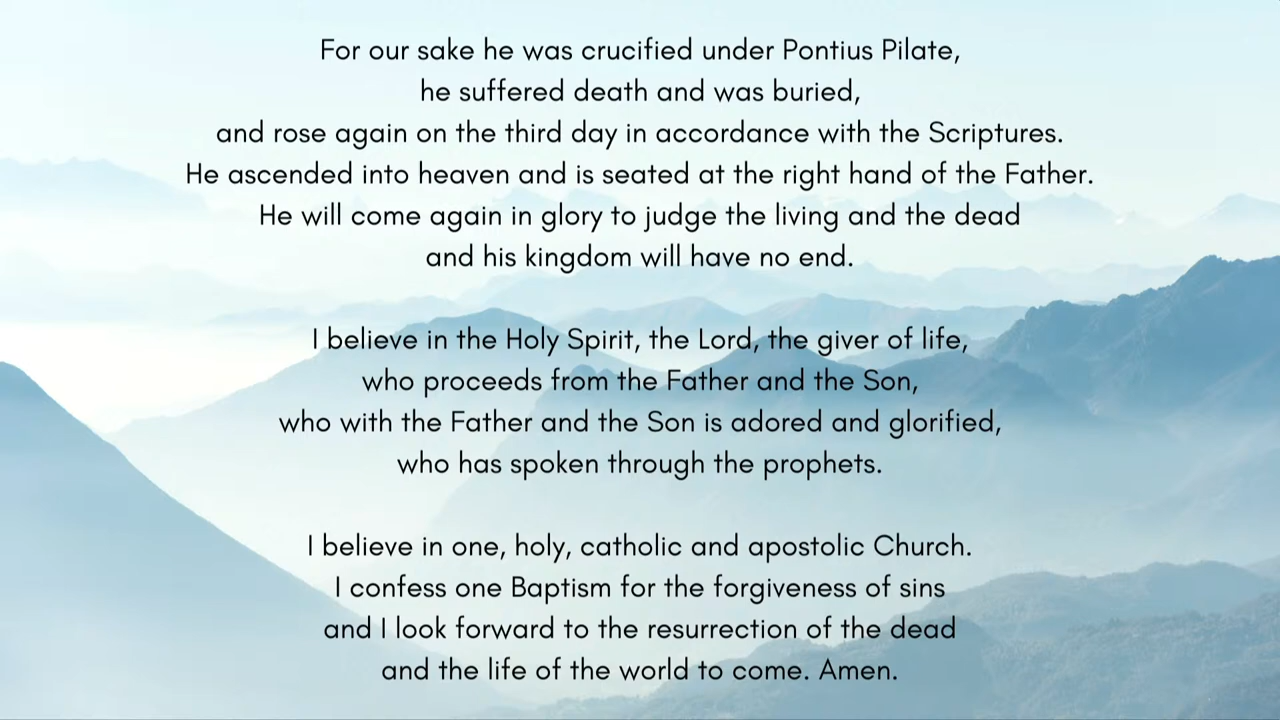 For our sake he was crucified under Pontius Pilate,
he suffered death and was buried,
and rose again on the third day in accordance with the Scriptures.
He ascended into heaven and is seated at the right hand of the Father.
He will come again in glory to judge the living and the dead
and his kingdom will have no end.
I believe in the Holy Spirit, the Lord, the giver of life,
who proceeds from the Father and the Son,
who with the Father and the Son is adored and glorified,
who has spoken through the prophets.
I believe in one, holy, catholic and apostolic Church.
I confess one Baptism for the forgiveness of sins
and I look forward to the resurrection of the dead
and the life of the world to come. Amen.